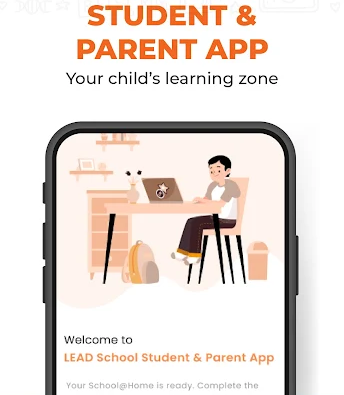 STUDENT &
PARENT APP
Your child's learning zone
Welcome to
LEAD School Student & Parent App
Your School@Home is ready. Complete the